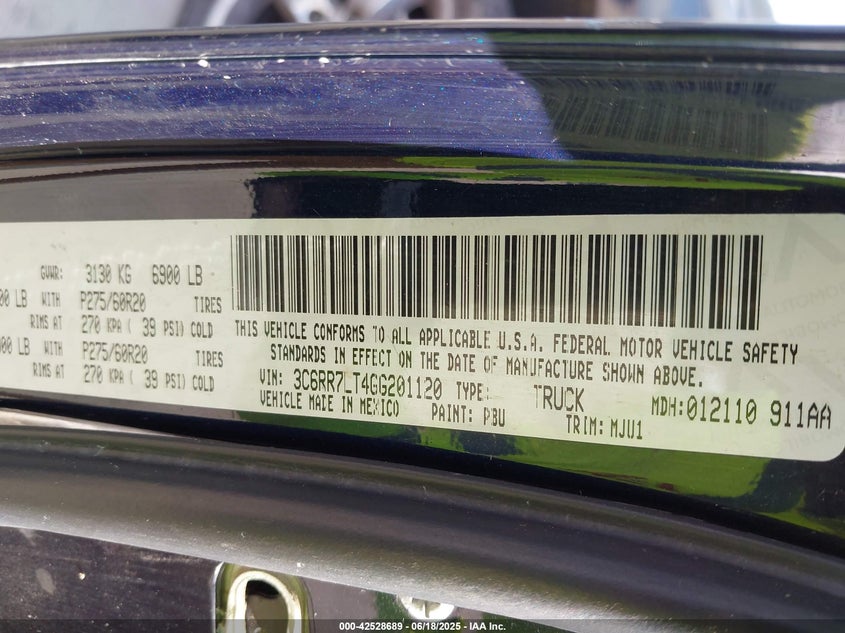 GVWR: 3130 KG 6900 LB
00 LB WITH P275/60R20 TIRES
RIMS AT 270 KPA ( 39 PSI) COLD
00 LB WITH P275/60R20 TIRES
RIMS AT 270 KPA ( 39 PSI) COLD
THIS VEHICLE CONFORMS TO ALL APPLICABLE U.S.A. FEDERAL MOTOR VEHICLE SAFETY
STANDARDS IN EFFECT ON THE DATE OF MANUFACTURE SHOWN ABOVE.
VIN: 3C6RR7LT4GG201120 TYPE: TRUCK MDH:012110 911AA
VEHICLE MADE IN MEXICO PAINT: PBU TRIM: MJU1
000-42528689 - 06/18/2025 - IAA Inc.